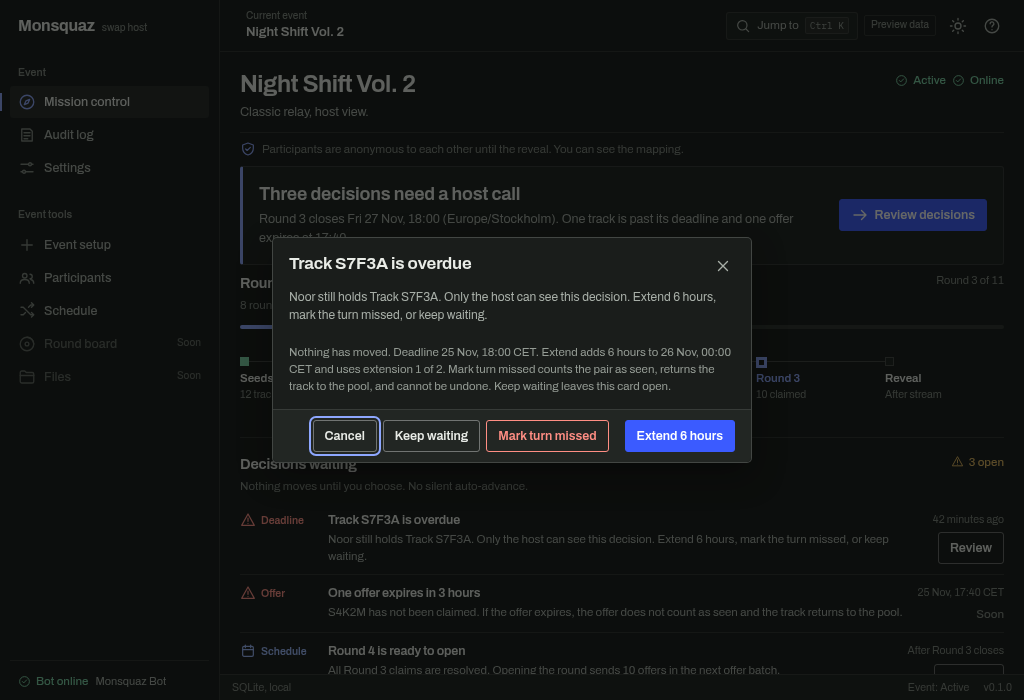 Monsquaz swap host
Current event
Night Shift Vol. 2
Jump to Ctrl K
Preview data
Event
Mission control
Audit log
Settings
Event tools
Event setup
Participants
Schedule
Round board Soon
Files Soon
Bot online Monsquaz Bot
Night Shift Vol. 2
Active Online
Classic relay, host view.
Participants are anonymous to each other until the reveal. You can see the mapping.
Three decisions need a host call
Round 3 closes Fri 27 Nov, 18:00 (Europe/Stockholm). One track is past its deadline and one offer
expires at 17:40
Review decisions
Round 3 of 11
8 roun
Seeds
12 trac
Round 3
10 claimed
Reveal
After stream
Track S7F3A is overdue
Noor still holds Track S7F3A. Only the host can see this decision. Extend 6 hours,
mark the turn missed, or keep waiting.
Nothing has moved. Deadline 25 Nov, 18:00 CET. Extend adds 6 hours to 26 Nov, 00:00
CET and uses extension 1 of 2. Mark turn missed counts the pair as seen, returns the
track to the pool, and cannot be undone. Keep waiting leaves this card open.
Cancel
Keep waiting
Mark turn missed
Extend 6 hours
Decisions waiting
3 open
Nothing moves until you choose. No silent auto-advance.
Deadline
Track S7F3A is overdue
42 minutes ago
Noor still holds Track S7F3A. Only the host can see this decision. Extend 6 hours, mark the turn missed, or keep
waiting.
Review
Offer
One offer expires in 3 hours
25 Nov, 17:40 CET
S4K2M has not been claimed. If the offer expires, the offer does not count as seen and the track returns to the pool.
Soon
Schedule
Round 4 is ready to open
After Round 3 closes
All Round 3 claims are resolved. Opening the round sends 10 offers in the next offer batch.
SQLite, local
Event: Active v0.1.0